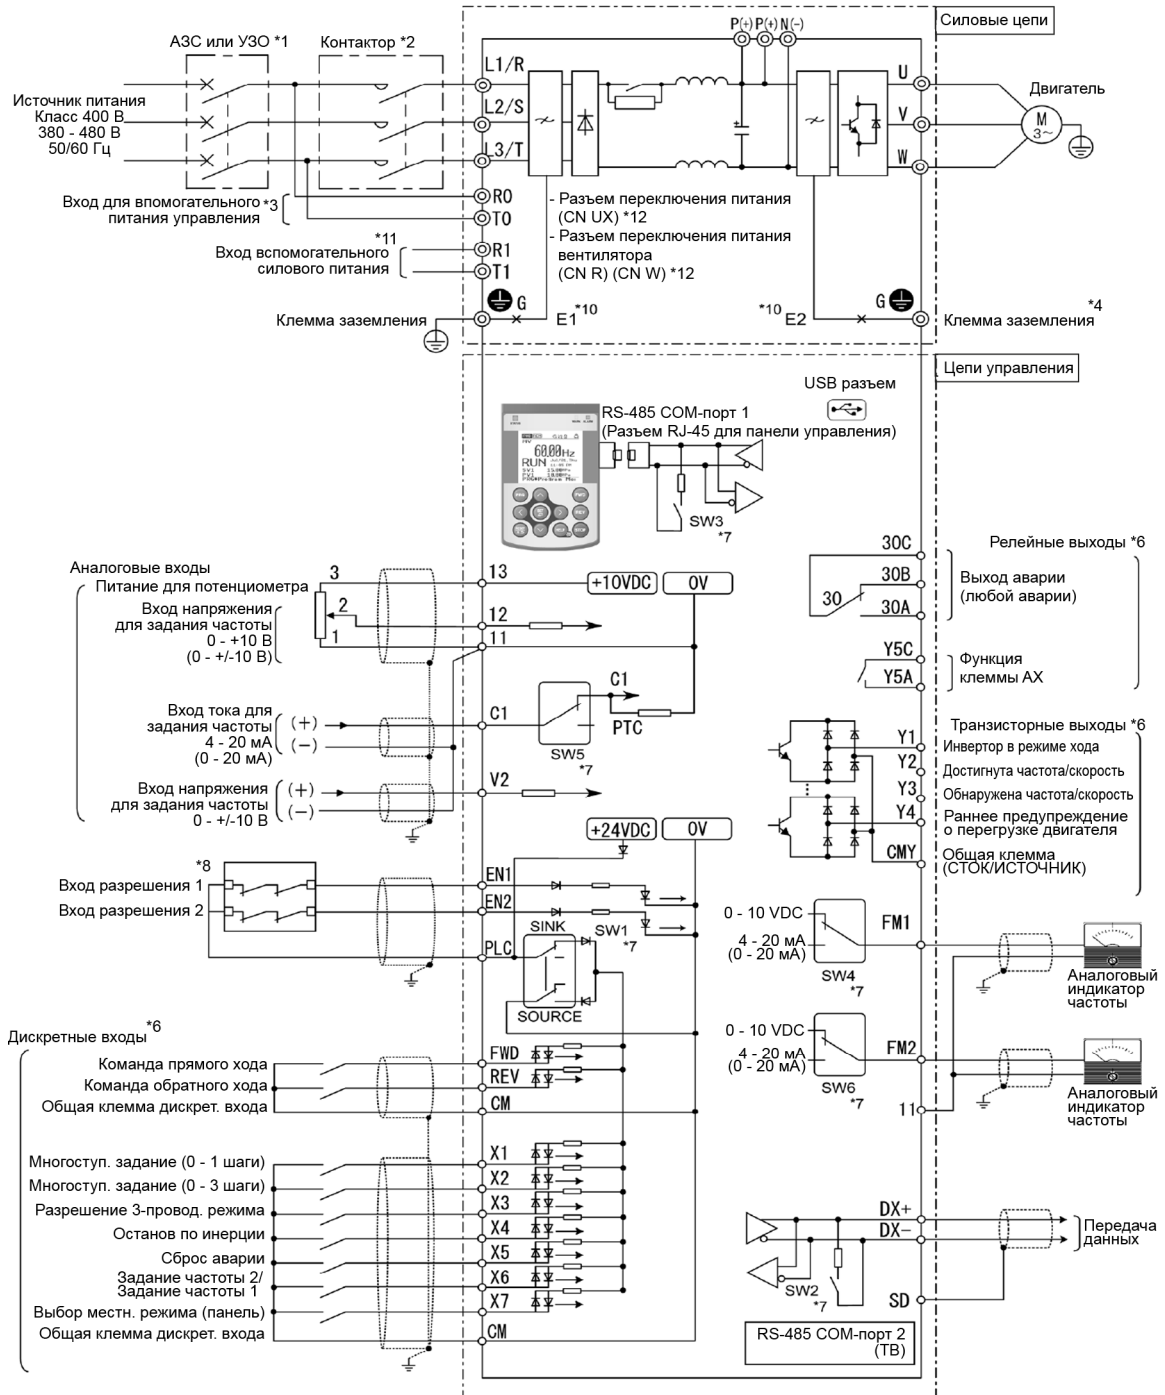 Силовые цепи
АЗС или УЗО *1
Контактор *2
P(+) P(+) N(-)
Источник питания
Класс 400 В
380 - 480 В
50/60 Гц
L1/R
L2/S
L3/T
U
V
W
Двигатель
M
3~
Вход для впомогательного
питания управления
*3
R0
T0
*11
Вход вспомогательного
силового питания
R1
T1
- Разъем переключения питания
(CN UX) *12
- Разъем переключения питания
вентилятора
(CN R) (CN W) *12
G
E1
*10
*10
E2
G
*4
Клемма заземления
Клемма заземления
Цепи управления
USB разъем
RS-485 COM-порт 1
(Разъем RJ-45 для панели управления)
60.00Hz
RUN
SW3
*7
Аналоговые входы
Питание для потенциометра
Вход напряжения
для задания частоты
0 - +10 В
(0 - +/-10 В)
3
2
1
13
12
11
+10VDC
0V
Вход тока для
задания частоты
4 - 20 мА
(0 - 20 мА)
(+)
(−)
C1
C1
PTC
SW5
*7
Вход напряжения
для задания частоты
0 - +/-10 В
(+)
(−)
V2
+24VDC
0V
*8
Вход разрешения 1
Вход разрешения 2
EN1
EN2
PLC
SINK
SW1
*7
SOURCE
Дискретные входы*6
Команда прямого хода
Команда обратного хода
Общая клемма дискрет. входа
FWD
REV
CM
Многоступ. задание (0 - 1 шаги)
Многоступ. задание (0 - 3 шаги)
Разрешение 3-провод. режима
Останов по инерции
Сброс аварии
Задание частоты 2/
Задание частоты 1
Выбор местн. режима (панель)
Общая клемма дискрет. входа
X1
X2
X3
X4
X5
X6
X7
CM
Релейные выходы *6
30C
30B
30
30A
Выход аварии
(любой аварии)
Y5C
Y5A
Функция
клеммы AX
Транзисторные выходы *6
Y1
Инвертор в режиме хода
Y2
Достигнута частота/скорость
Y3
Обнаружена частота/скорость
Y4
Раннее предупреждение
о перегрузке двигателя
CMY
Общая клемма
(СТОК/ИСТОЧНИК)
0 - 10 VDC
4 - 20 мА
(0 - 20 мА)
SW4
*7
FM1
Аналоговый
индикатор
частоты
0 - 10 VDC
4 - 20 мА
(0 - 20 мА)
SW6
*7
FM2
11
Аналоговый
индикатор
частоты
DX+
DX-
SD
Передача
данных
SW2
*7
RS-485 COM-порт 2
(TB)